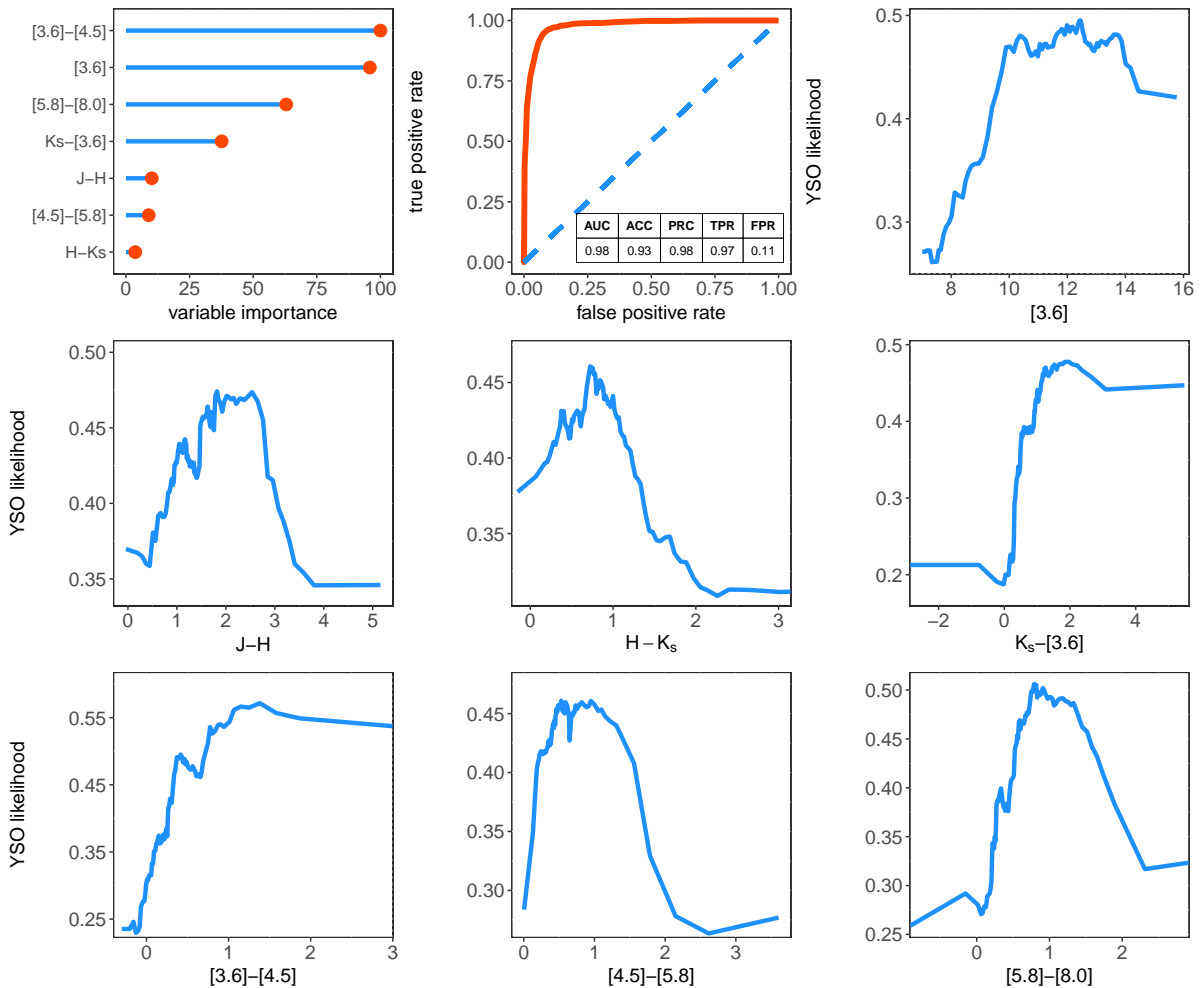 [3.6]−[4.5]
[3.6]
[5.8]−[8.0]
Ks−[3.6]
J−H
[4.5]−[5.8]
H−Ks
0 25 50 75 100
variable importance
true positive rate
1.00
0.75
0.50
0.25
0.00
AUC ACC PRC TPR FPR
0.98 0.93 0.98 0.97 0.11
0.00 0.25 0.50 0.75 1.00
false positive rate
YSO likelihood
0.5
0.4
0.3
8 10 12 14 16
[3.6]
YSO likelihood
0.50
0.45
0.40
0.35
0 1 2 3 4 5
J−H
0.45
0.40
0.35
0 1 2 3
H−Ks
0.5
0.4
0.3
0.2
−2 0 2 4
Ks−[3.6]
YSO likelihood
0.55
0.45
0.35
0.25
0 1 2 3
[3.6]−[4.5]
0.45
0.40
0.35
0.30
0 1 2 3
[4.5]−[5.8]
0.50
0.45
0.40
0.35
0.30
0.25
0 1 2
[5.8]−[8.0]